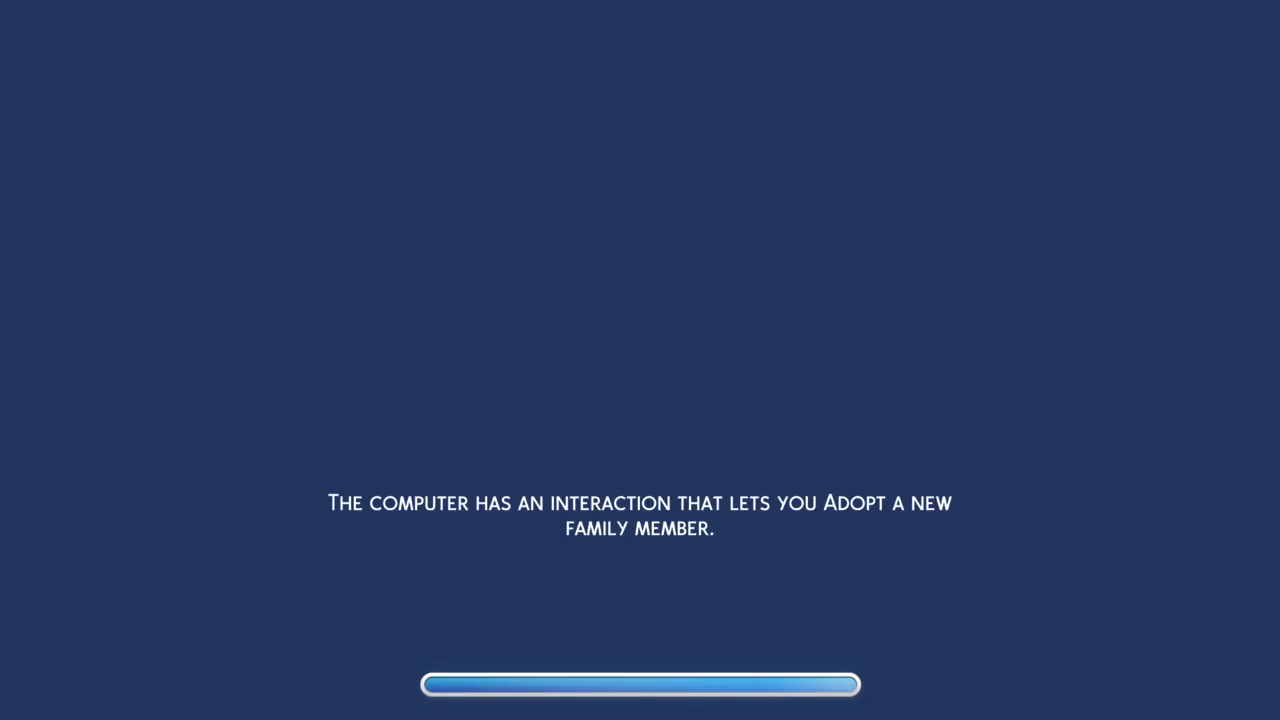 The computer has an interaction that lets you Adopt a new
family member.